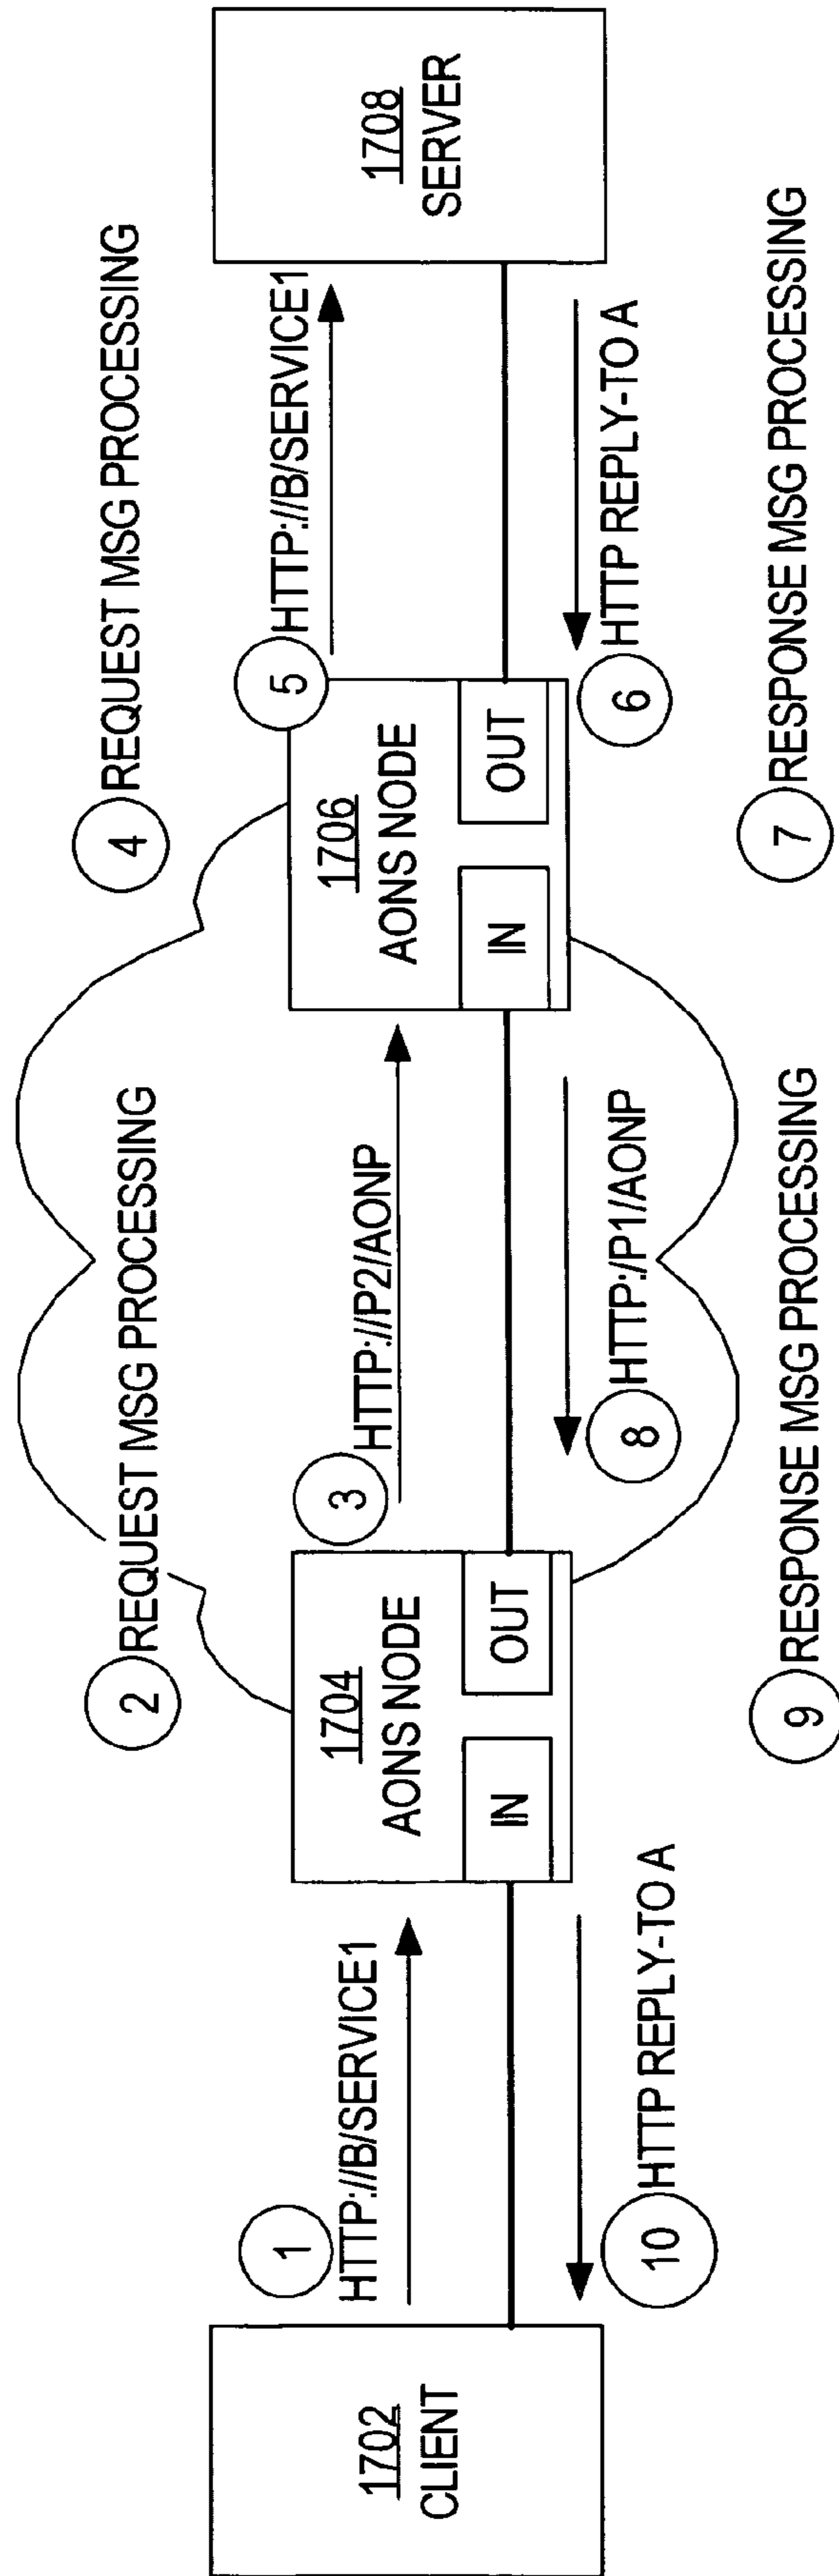 2 REQUEST MSG PROCESSING
4 REQUEST MSG PROCESSING
1
HTTP://B/SERVICE1
3
HTTP://P2/AONP
5
HTTP://B/SERVICE1
1702
CLIENT
1704
AONS NODE
IN
OUT
1706
AONS NODE
IN
OUT
1708
SERVER
10 HTTP REPLY-TO A
8
HTTP:/P1/AONP
6
HTTP REPLY-TO A
9 RESPONSE MSG PROCESSING
7 RESPONSE MSG PROCESSING